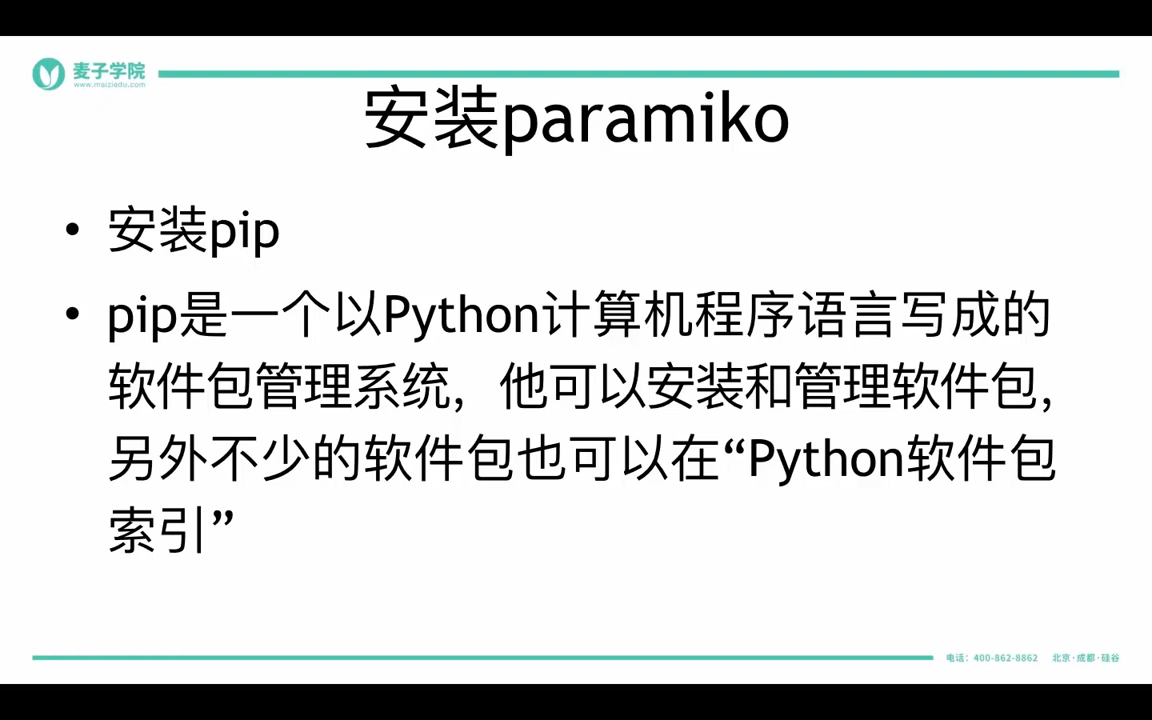 麦子学院
www.maiziedu.com
安装paramiko
• 安装pip
• pip是一个以Python计算机程序语言写成的
软件包管理系统，他可以安装和管理软件包，
另外不少的软件包也可以在“Python软件包
索引”
电话：400-862-8862 北京·成都·硅谷